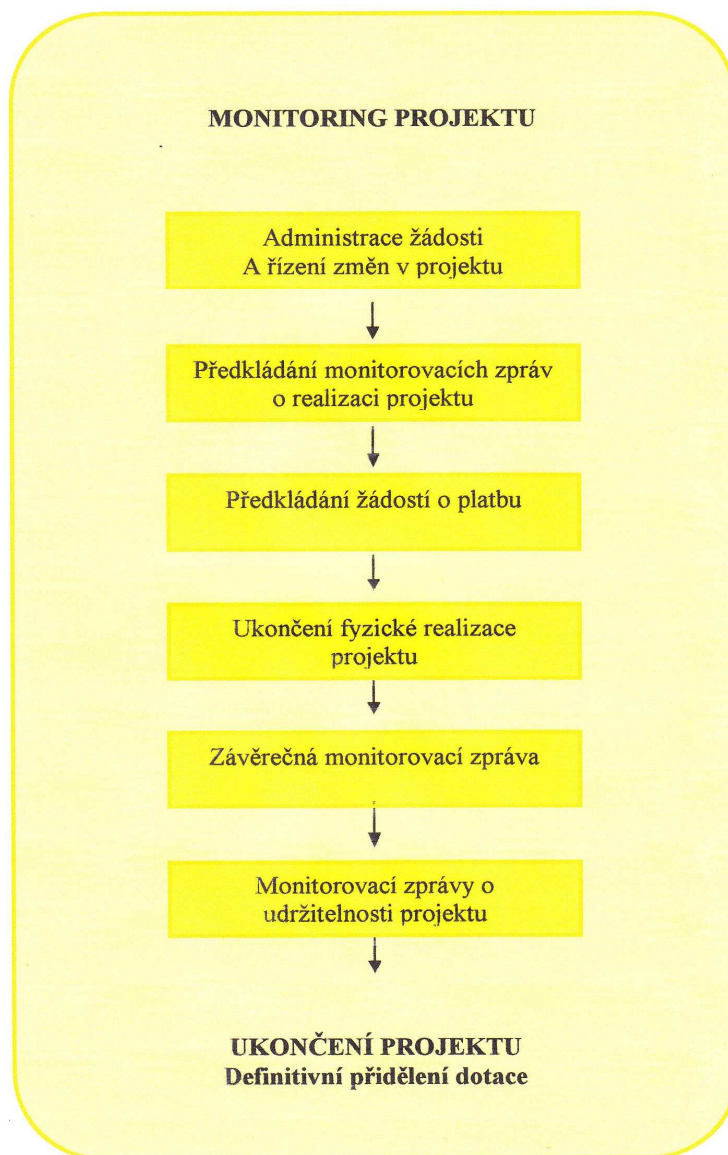 MONITORING PROJEKTU
Administrace žádosti
A řízení změn v projektu
Předkládání monitorovacích zpráv
o realizaci projektu
Předkládání žádostí o platbu
Ukončení fyzické realizace
projektu
Závěrečná monitorovací zpráva
Monitorovací zprávy o
udržitelnosti projektu
UKONČENÍ PROJEKTU
Definitivní přidělení dotace